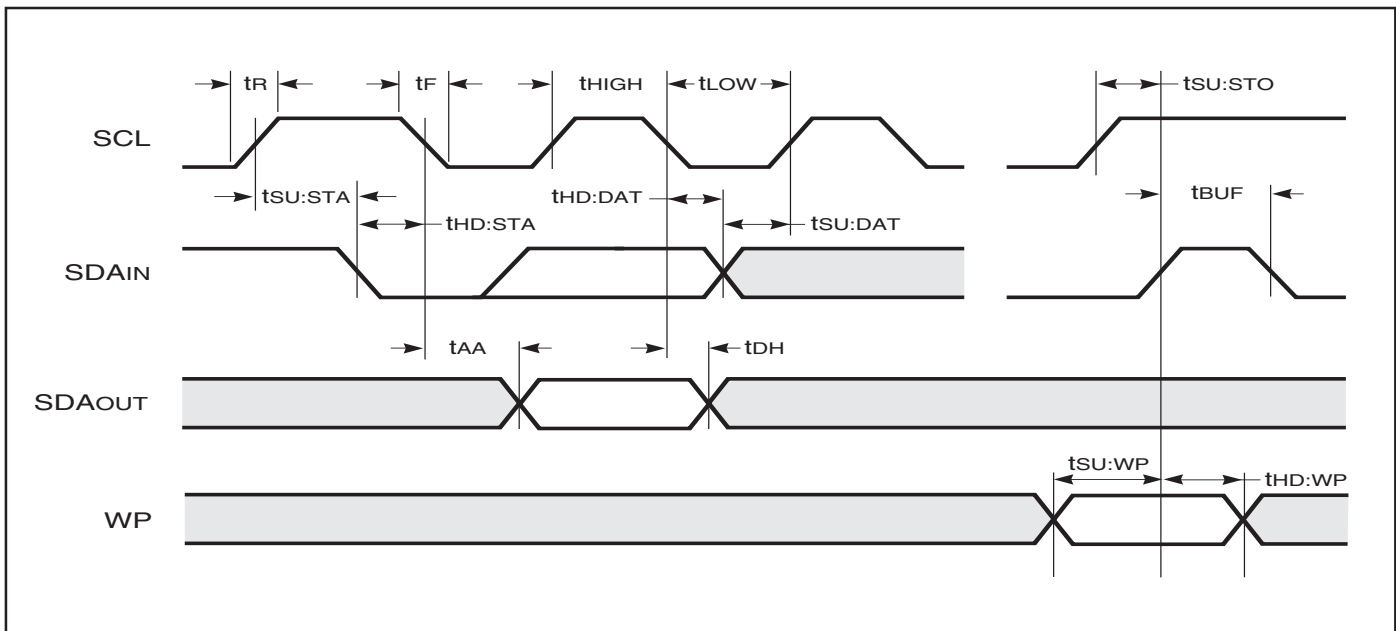 tR tF tHIGH tLOW tSU:STO
SCL
tSU:STA tHD:DAT tBUF
tHD:STA tSU:DAT
SDAIN
tAA tDH
SDAOUT
tSU:WP
tHD:WP
WP